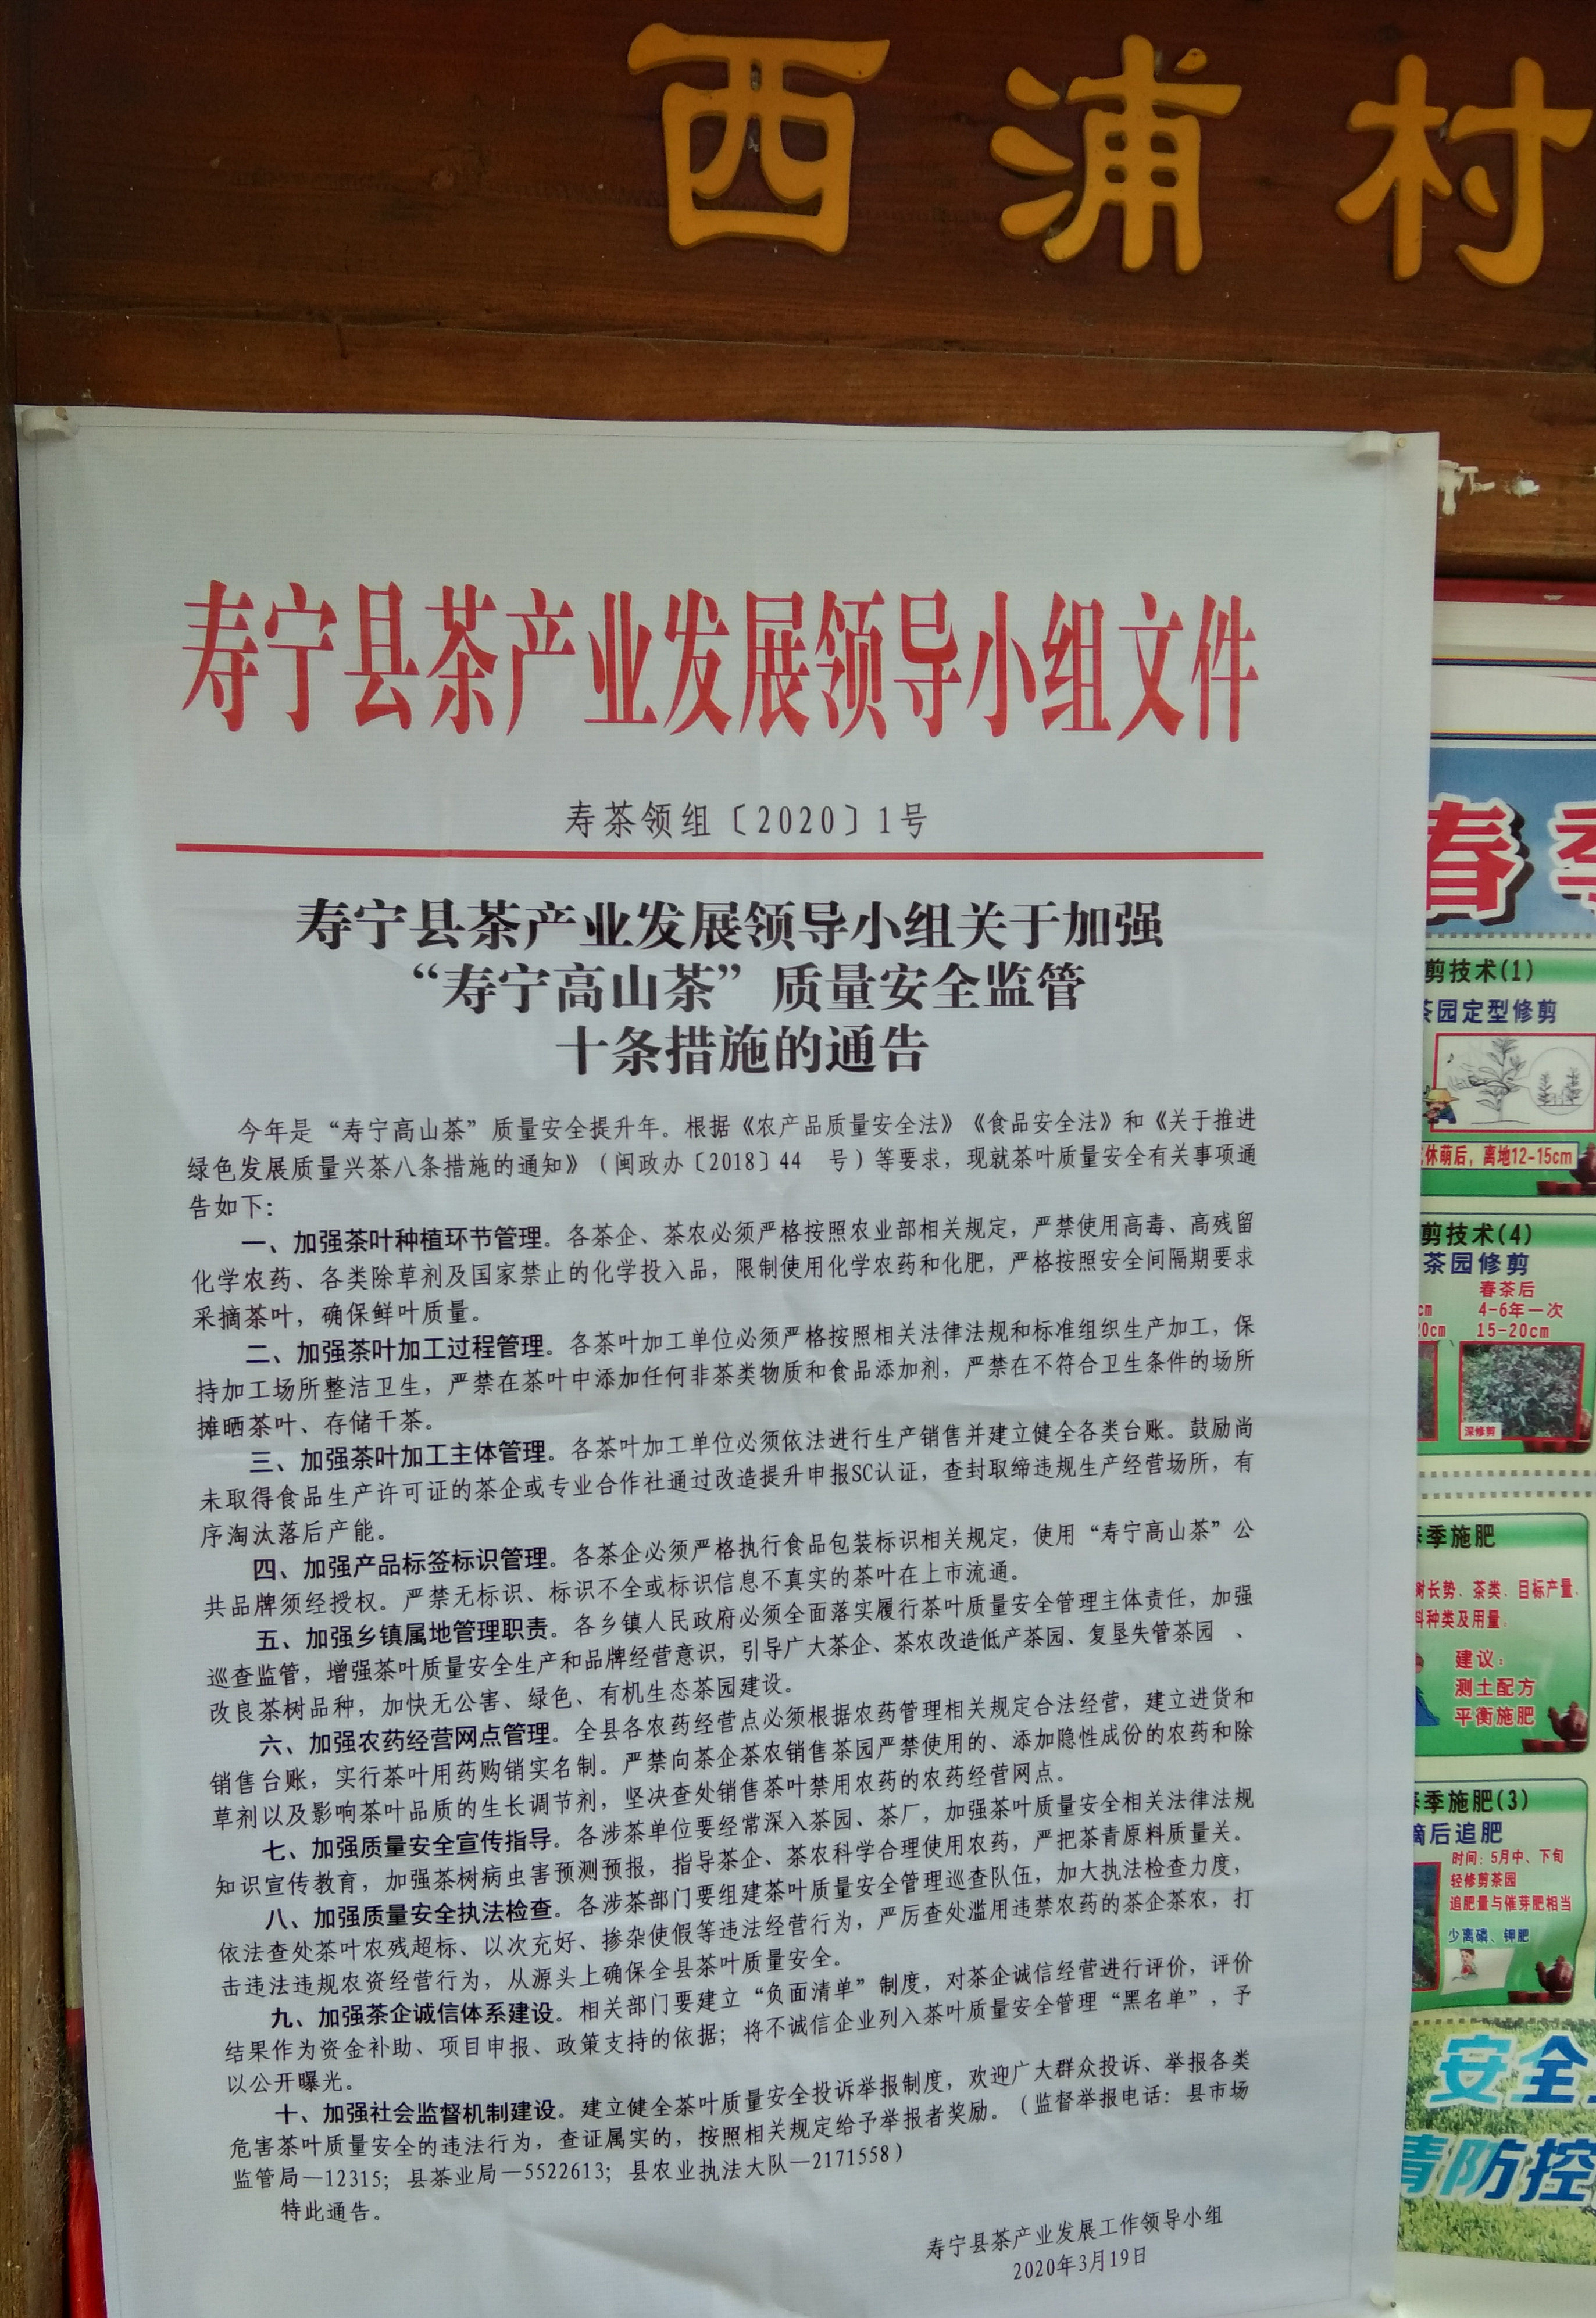 西浦村
寿宁县茶产业发展领导小组文件
寿茶领组〔2020〕1号
寿宁县茶产业发展领导小组关于加强
“寿宁高山茶”质量安全监管
十条措施的通告
今年是“寿宁高山茶”质量安全提升年。根据《农产品质量安全法》《食品安全法》和《关于推进
绿色发展质量兴茶八条措施的通知》（闽政办〔2018〕44 号）等要求，现就茶叶质量安全有关事项通
告如下：
一、加强茶叶种植环节管理。各茶企、茶农必须严格按照农业部相关规定，严禁使用高毒、高残留
化学农药、各类除草剂及国家禁止的化学投入品，限制使用化学农药和化肥，严格按照安全间隔期要求
采摘茶叶，确保鲜叶质量。
二、加强茶叶加工过程管理。各茶叶加工单位必须严格按照相关法律法规和标准组织生产加工，保
持加工场所整洁卫生，严禁在茶叶中添加任何非茶类物质和食品添加剂，严禁在不符合卫生条件的场所
摊晒茶叶、存储干茶。
三、加强茶叶加工主体管理。各茶叶加工单位必须依法进行生产销售并建立健全各类台账。鼓励尚
未取得食品生产许可证的茶企或专业合作社通过改造提升申报SC认证，查封取缔违规生产经营场所，有
序淘汰落后产能。
四、加强产品标签标识管理。各茶企必须严格执行食品包装标识相关规定，使用“寿宁高山茶”公
共品牌须经授权。严禁无标识、标识不全或标识信息不真实的茶叶在上市流通。
五、加强乡镇属地管理职责。各乡镇人民政府必须全面落实履行茶叶质量安全管理主体责任，加强
巡查监管，增强茶叶质量安全生产和品牌经营意识，引导广大茶企、茶农改造低产茶园、复垦失管茶园 、
改良茶树品种，加快无公害、绿色、有机生态茶园建设。
六、加强农药经营网点管理。全县各农药经营点必须根据农药管理相关规定合法经营，建立进货和
销售台账，实行茶叶用药购销实名制。严禁向茶企茶农销售茶园严禁使用的、添加隐性成份的农药和除
草剂以及影响茶叶品质的生长调节剂，坚决查处销售茶叶禁用农药的农药经营网点。
七、加强质量安全宣传指导。各涉茶单位要经常深入茶园、茶厂，加强茶叶质量安全相关法律法规
知识宣传教育，加强茶树病虫害预测预报，指导茶企、茶农科学合理使用农药，严把茶青原料质量关。
八、加强质量安全执法检查。各涉茶部门要组建茶叶质量安全管理巡查队伍，加大执法检查力度，
依法查处茶叶农残超标、以次充好、掺杂使假等违法经营行为，严厉查处滥用违禁农药的茶企茶农，打
击违法违规农资经营行为，从源头上确保全县茶叶质量安全。
九、加强茶企诚信体系建设。相关部门要建立“负面清单”制度，对茶企诚信经营进行评价，评价
结果作为资金补助、项目申报、政策支持的依据；将不诚信企业列入茶叶质量安全管理“黑名单”，予
以公开曝光。
十、加强社会监督机制建设。建立健全茶叶质量安全投诉举报制度，欢迎广大群众投诉、举报各类
危害茶叶质量安全的违法行为，查证属实的，按照相关规定给予举报者奖励。（监督举报电话：县市场
监管局—12315；县茶业局—5522613；县农业执法大队—2171558）
特此通告。
寿宁县茶产业发展工作领导小组
2020年3月19日
春季
剪技术(1)
茶园定型修剪
休萌后，离地12-15cm
剪技术(4)
茶园修剪
春茶后
cm 4-6年一次
20cm 15-20cm
深修剪
季施肥
树长势、茶类、目标产量、
料种类及用量。
建议：
测土配方
平衡施肥
季施肥(3)
摘后追肥
时间：5月中、下旬
轻修剪茶园
追肥量与催芽肥相当
少离磷、钾肥
安全
防控